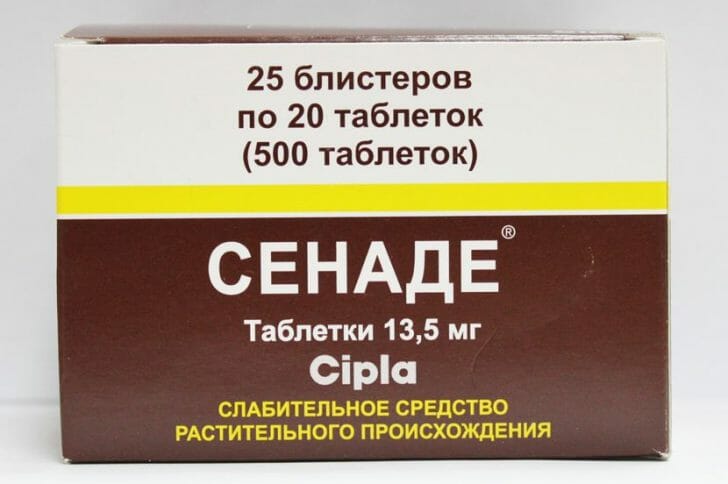 25 блистеров
по 20 таблеток
(500 таблеток)
СЕНАДЕ®
Таблетки 13,5 мг
Cipla
СЛАБИТЕЛЬНОЕ СРЕДСТВО
РАСТИТЕЛЬНОГО ПРОИСХОЖДЕНИЯ